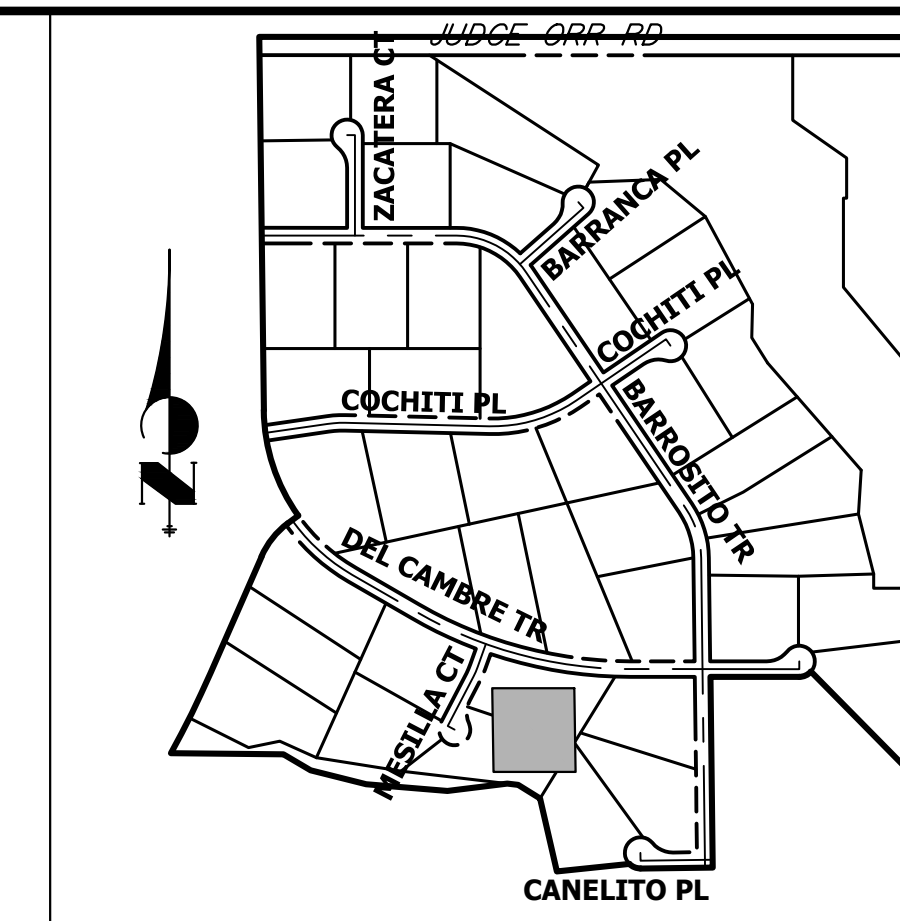 JUDGE ORR RD
ZACATERA CT
BARRANCA PL
COCHITI PL
COCHITI PL
BARROSITO TR
DEL CAMBRE TR
MESILLA CT
CANELITO PL
N